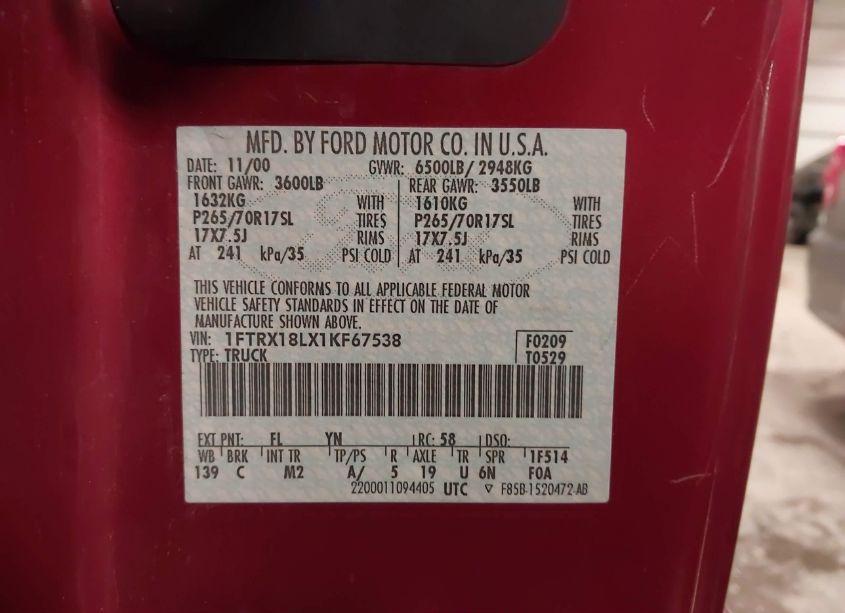 MFD. BY FORD MOTOR CO. IN U.S.A.
DATE: 11/00 GVWR: 6500LB/ 2948KG
FRONT GAWR: 3600LB REAR GAWR: 3550LB
1632KG WITH 1610KG WITH
P265/70R17SL TIRES P265/70R17SL TIRES
17X7.5J RIMS 17X7.5J RIMS
AT 241 kPa/35 PSI COLD AT 241 kPa/35 PSI COLD
THIS VEHICLE CONFORMS TO ALL APPLICABLE FEDERAL MOTOR
VEHICLE SAFETY STANDARDS IN EFFECT ON THE DATE OF
MANUFACTURE SHOWN ABOVE.
VIN: 1FTRX18LX1KF67538 F0209
TYPE: TRUCK T0529
EXT PNT: FL YN RC: 58 DSO:
WB BRK INT TR TP/PS R AXLE TR SPR 1F514
139 C M2 A/ 5 19 U 6N F0A
2200011094405 UTC ▽ F85B-1520472-AB